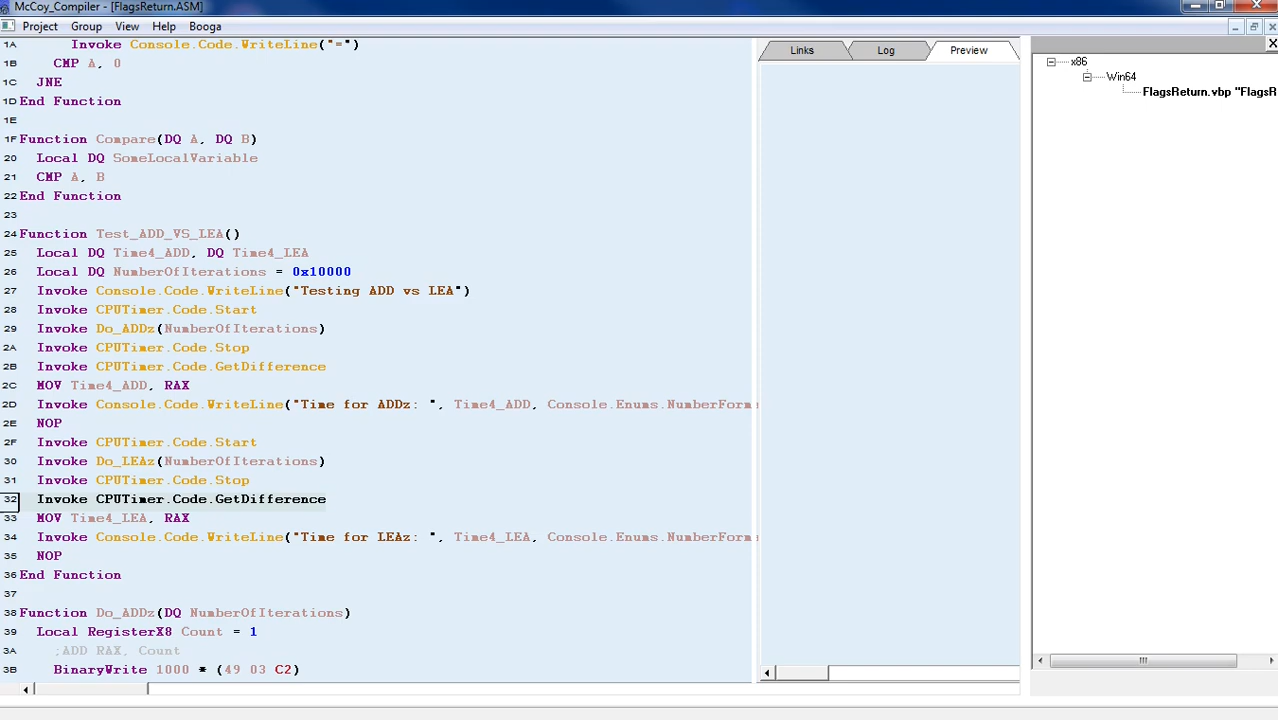 McCoy_Compiler - [FlagsReturn.ASM]
Project Group View Help Booga
1A Invoke Console.Code.WriteLine("=")
1B CMP A, 0
1C JNE
1D End Function
1E
1F Function Compare(DQ A, DQ B)
20 Local DQ SomeLocalVariable
21 CMP A, B
22 End Function
23
24 Function Test_ADD_VS_LEA()
25 Local DQ Time4_ADD, DQ Time4_LEA
26 Local DQ NumberOfIterations = 0x10000
27 Invoke Console.Code.WriteLine("Testing ADD vs LEA")
28 Invoke CPUTimer.Code.Start
29 Invoke Do_ADDz(NumberOfIterations)
2A Invoke CPUTimer.Code.Stop
2B Invoke CPUTimer.Code.GetDifference
2C MOV Time4_ADD, RAX
2D Invoke Console.Code.WriteLine("Time for ADDz: ", Time4_ADD, Console.Enums.NumberForm
2E NOP
2F Invoke CPUTimer.Code.Start
30 Invoke Do_LEAz(NumberOfIterations)
31 Invoke CPUTimer.Code.Stop
32 Invoke CPUTimer.Code.GetDifference
33 MOV Time4_LEA, RAX
34 Invoke Console.Code.WriteLine("Time for LEAz: ", Time4_LEA, Console.Enums.NumberForm
35 NOP
36 End Function
37
38 Function Do_ADDz(DQ NumberOfIterations)
39 Local RegisterX8 Count = 1
3A ;ADD RAX, Count
3B BinaryWrite 1000 * (49 03 C2)
Links Log Preview
x86
Win64
FlagsReturn.vbp "FlagsR